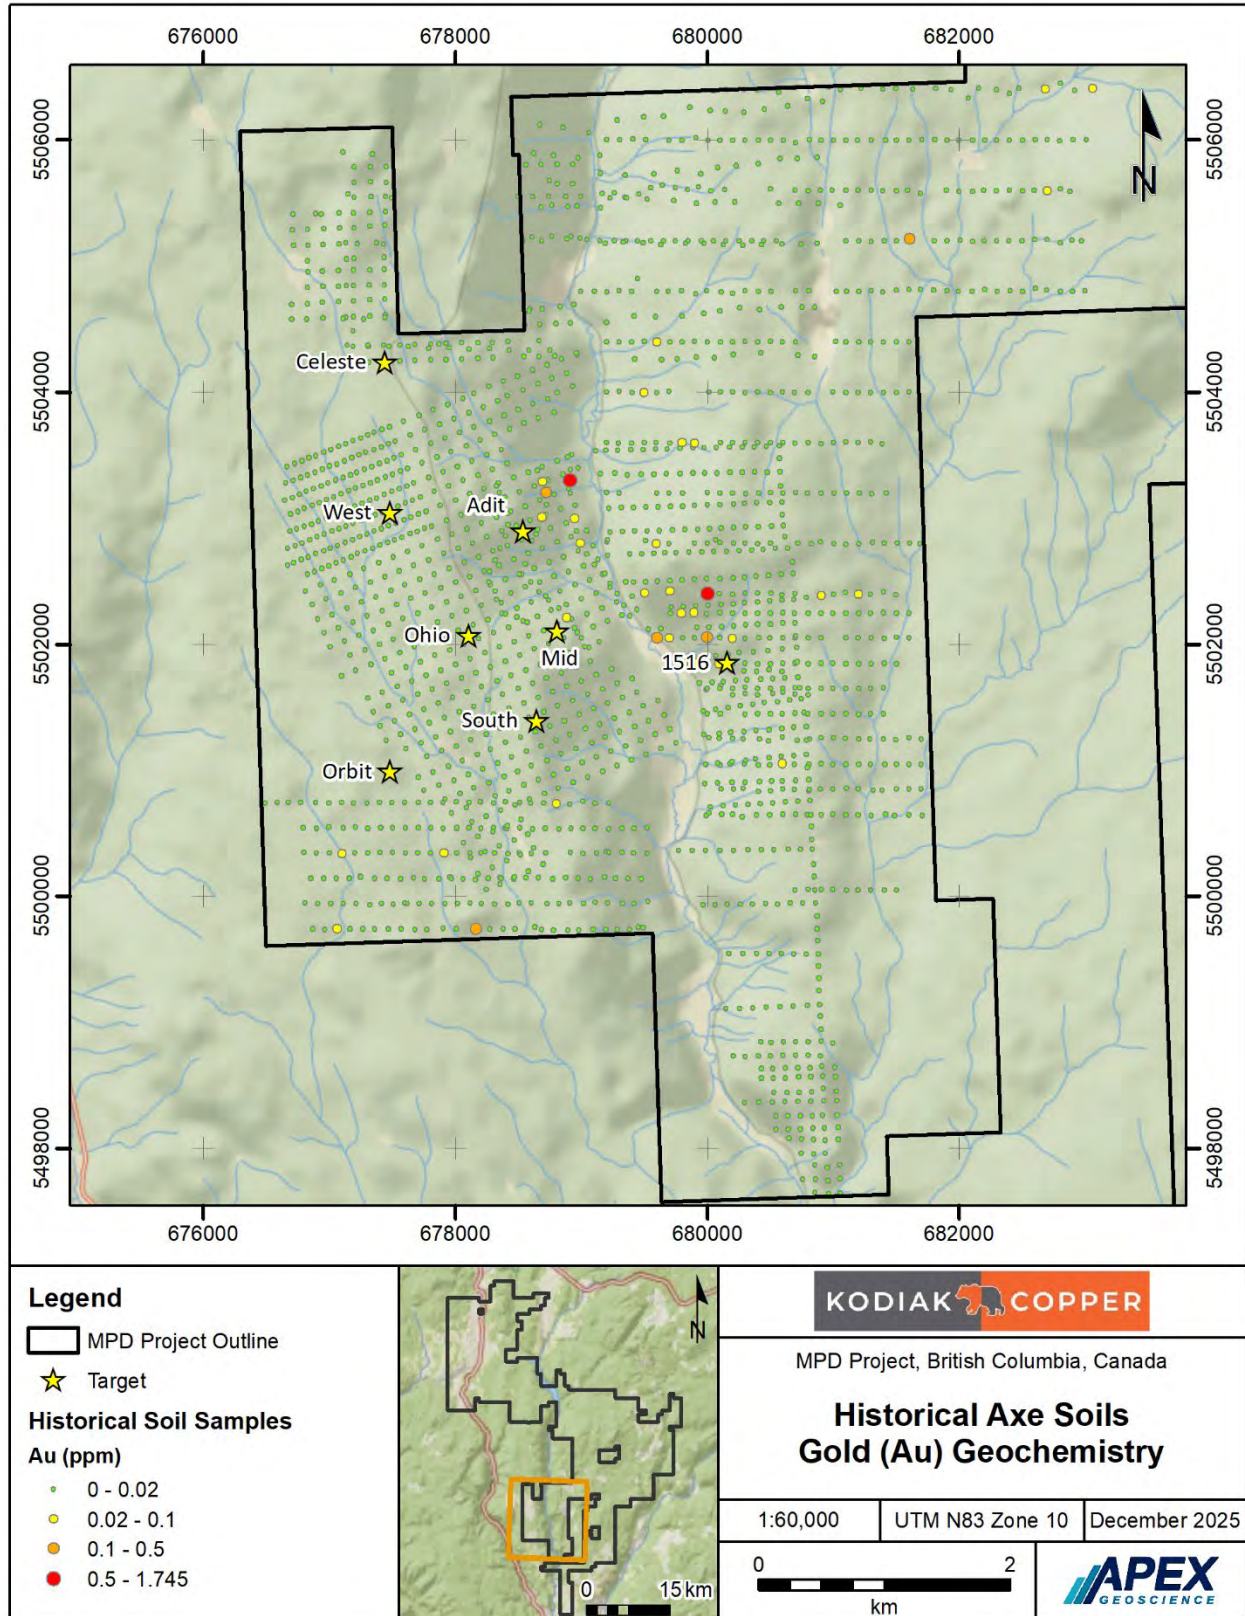 676000
678000
680000
682000
5506000
5506000
N
5504000
5504000
Celeste
West
Adit
5502000
5502000
Ohio
Mid
1516
South
Orbit
5500000
5500000
5498000
5498000
676000
678000
680000
682000
Legend
MPD Project Outline
Target
Historical Soil Samples
Au (ppm)
0 - 0.02
0.02 - 0.1
0.1 - 0.5
0.5 - 1.745
N
0 15 km
KODIAK COPPER
MPD Project, British Columbia, Canada
Historical Axe Soils
Gold (Au) Geochemistry
1:60,000 UTM N83 Zone 10 December 2025
0 2
km
APEX
GEOSCIENCE